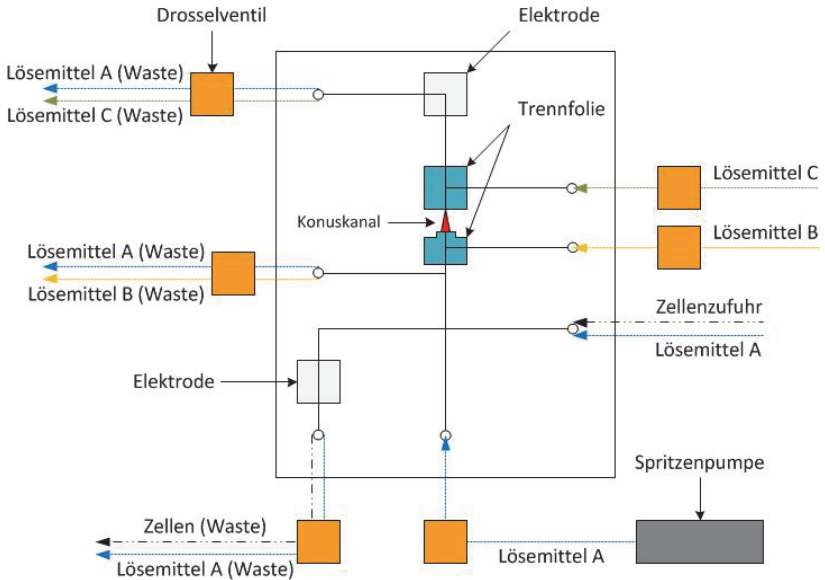 Drosselventil
Elektrode
Lösemittel A (Waste)
Lösemittel C (Waste)
Trennfolie
Lösemittel C
Konuskanal
Lösemittel B
Lösemittel A (Waste)
Lösemittel B (Waste)
Zellenzufuhr
Lösemittel A
Elektrode
Spritzenpumpe
Zellen (Waste)
Lösemittel A
Lösemittel A (Waste)